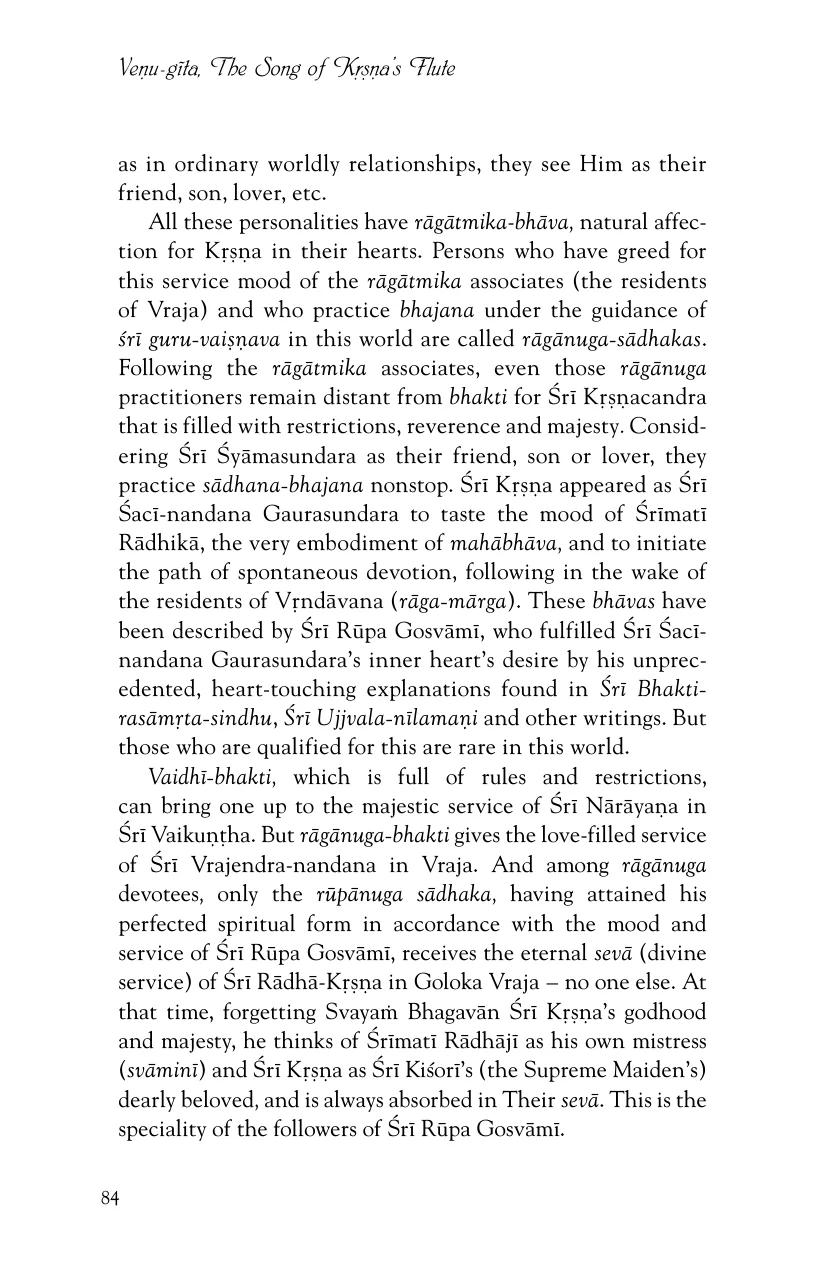 Veṇu-gīta, The Song of Kṛṣṇa’s Flute
as in ordinary worldly relationships, they see Him as their
friend, son, lover, etc.
All these personalities have rāgātmika-bhāva, natural affec-
tion for Kṛṣṇa in their hearts. Persons who have greed for
this service mood of the rāgātmika associates (the residents
of Vraja) and who practice bhajana under the guidance of
śrī guru-vaiṣṇava in this world are called rāgānuga-sādhakas.
Following the rāgātmika associates, even those rāgānuga
practitioners remain distant from bhakti for Śrī Kṛṣṇacandra
that is filled with restrictions, reverence and majesty. Consid-
ering Śrī Śyāmasundara as their friend, son or lover, they
practice sādhana-bhajana nonstop. Śrī Kṛṣṇa appeared as Śrī
Śacī-nandana Gaurasundara to taste the mood of Śrīmatī
Rādhikā, the very embodiment of mahābhāva, and to initiate
the path of spontaneous devotion, following in the wake of
the residents of Vṛndāvana (rāga-mārga). These bhāvas have
been described by Śrī Rūpa Gosvāmī, who fulfilled Śrī Śacī-
nandana Gaurasundara’s inner heart’s desire by his unprec-
edented, heart-touching explanations found in Śrī Bhakti-
rasāmṛta-sindhu, Śrī Ujjvala-nīlamaṇi and other writings. But
those who are qualified for this are rare in this world.
Vaidhī-bhakti, which is full of rules and restrictions,
can bring one up to the majestic service of Śrī Nārāyaṇa in
Śrī Vaikuṇṭha. But rāgānuga-bhakti gives the love-filled service
of Śrī Vrajendra-nandana in Vraja. And among rāgānuga
devotees, only the rūpānuga sādhaka, having attained his
perfected spiritual form in accordance with the mood and
service of Śrī Rūpa Gosvāmī, receives the eternal sevā (divine
service) of Śrī Rādhā-Kṛṣṇa in Goloka Vraja – no one else. At
that time, forgetting Svayaṁ Bhagavān Śrī Kṛṣṇa’s godhood
and majesty, he thinks of Śrīmatī Rādhājī as his own mistress
(svāminī) and Śrī Kṛṣṇa as Śrī Kiśorī’s (the Supreme Maiden’s)
dearly beloved, and is always absorbed in Their sevā. This is the
speciality of the followers of Śrī Rūpa Gosvāmī.
84